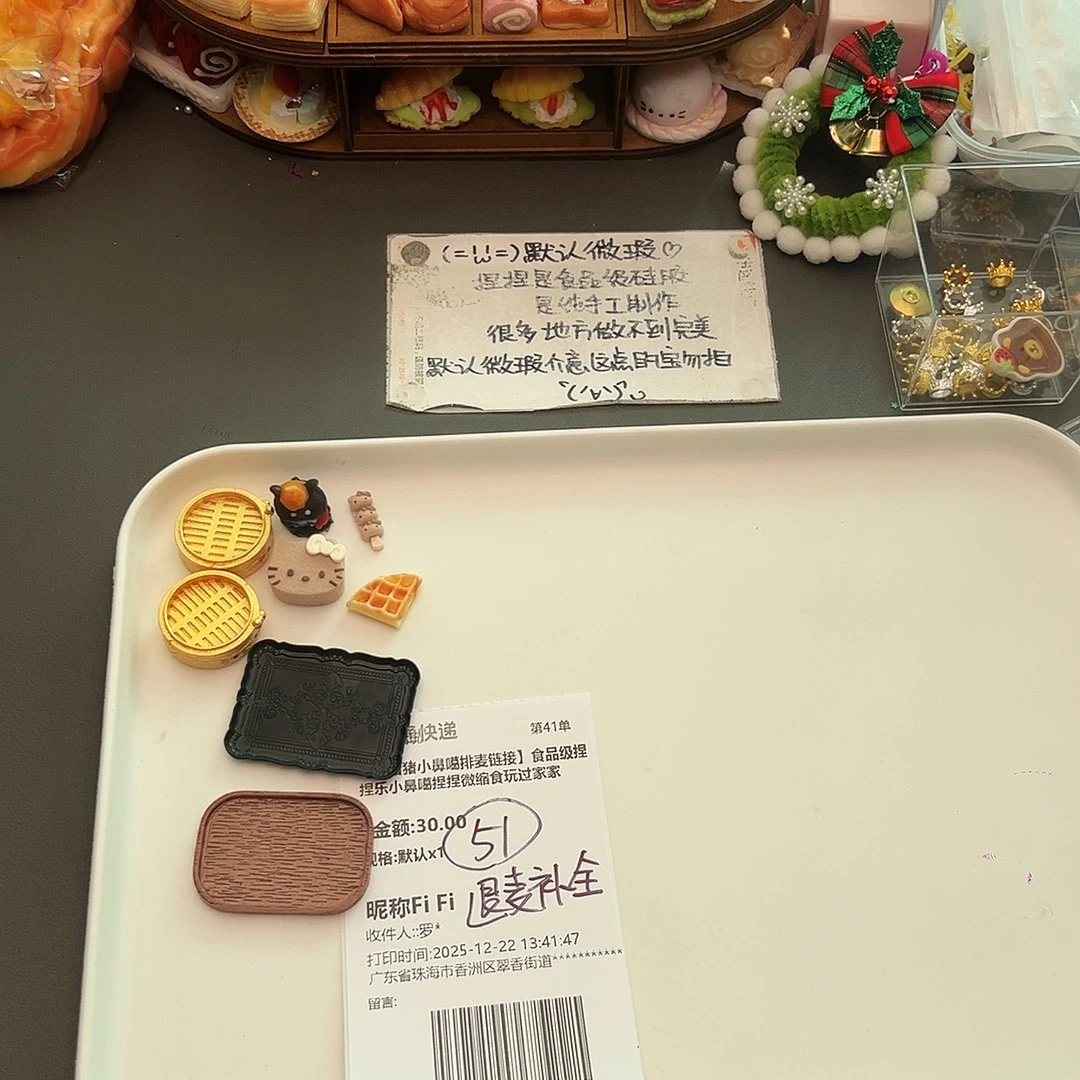 (=ω=)默认微瑕♡
捏捏是食品级硅胶
是纯手工制作
很多地方做不到完美
默认微瑕介意这点的宝勿拍
快递
第41单
猪小鼻噶排麦链接】食品级捏
捏乐小鼻噶捏捏微缩食玩过家家
金额:30.00
51
规格:默认x1
退麦补全
昵称Fi Fi
收件人::罗*
打印时间:2025-12-22 13:41:47
广东省珠海市香洲区翠香街道***********
留言: